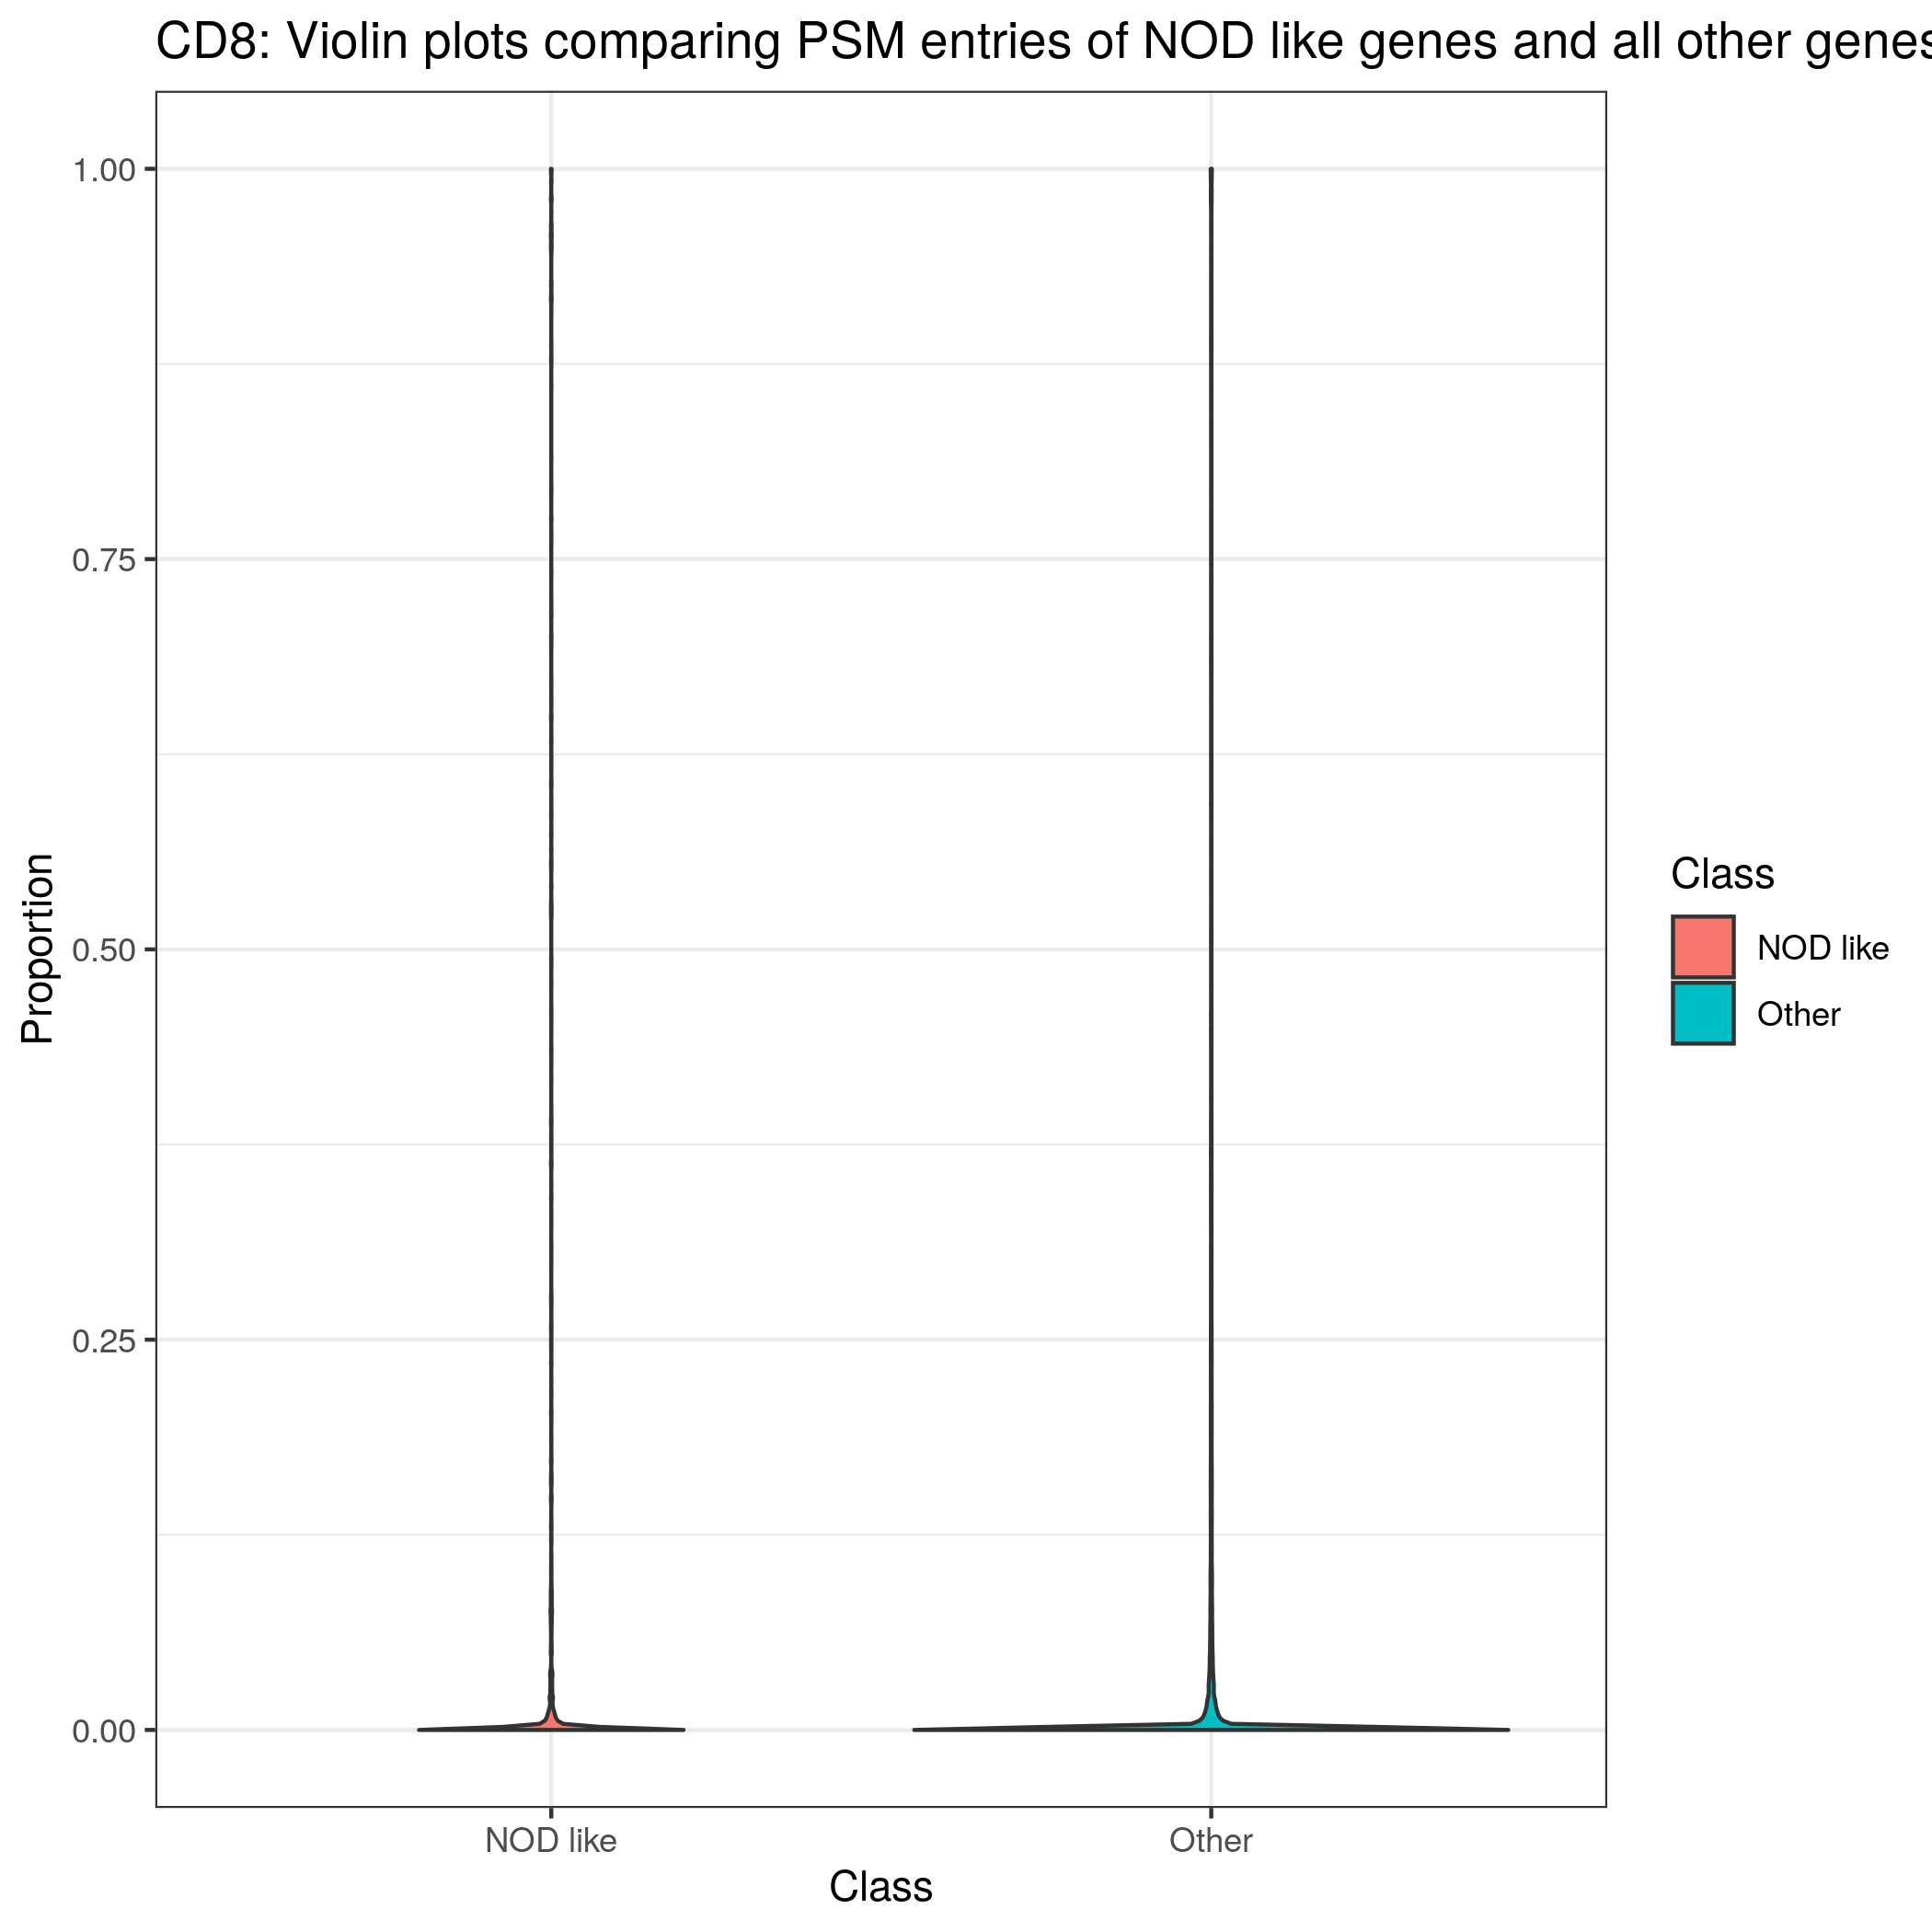 CD8: Violin plots comparing PSM entries of NOD like genes and all other genes
1.00
0.75
0.50
0.25
0.00
Proportion
NOD like
Other
Class
Class
NOD like
Other